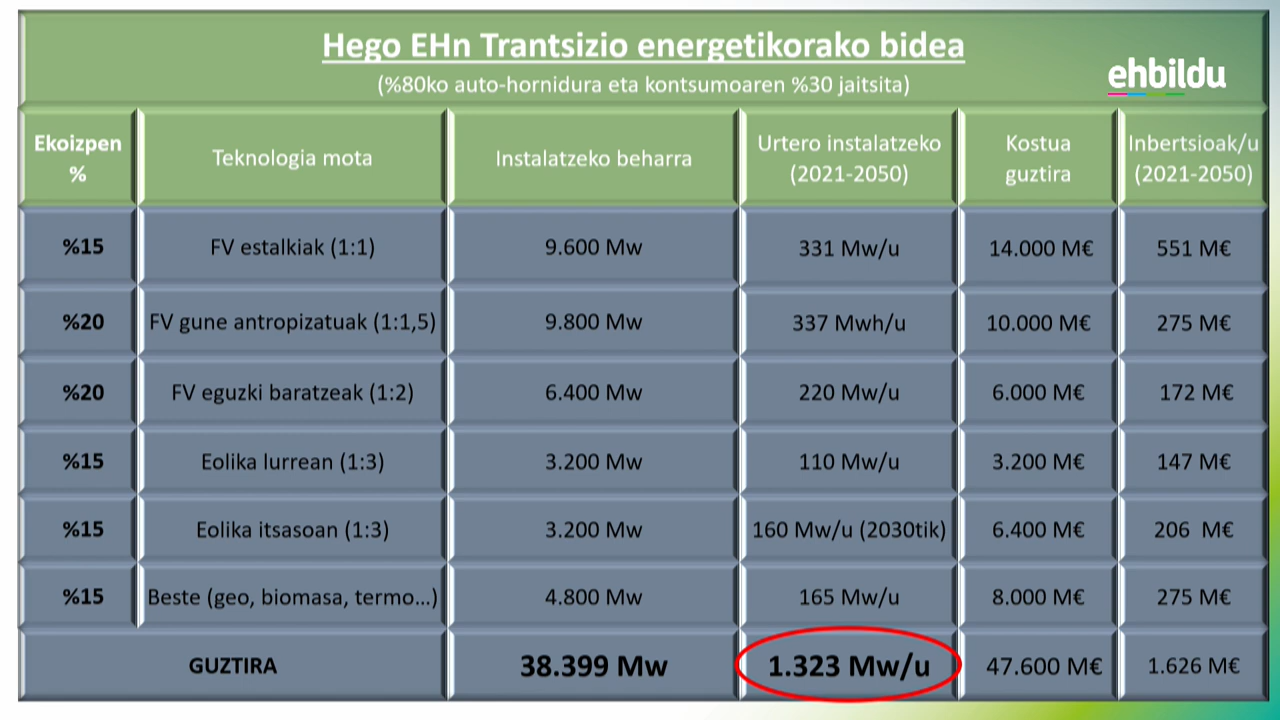 Hego EHn Trantsizio energetikorako bidea
(%80ko auto-hornidura eta kontsumoaren %30 jaitsita)
ehbildu
Ekoizpen % Teknologia mota Instalatzeko beharra Urtero instalatzeko (2021-2050) Kostua guztira Inbertsioak/u (2021-2050)
%15 FV estalkiak (1:1) 9.600 Mw 331 Mw/u 14.000 M€ 551 M€
%20 FV gune antropizatuak (1:1,5) 9.800 Mw 337 Mwh/u 10.000 M€ 275 M€
%20 FV eguzki baratzeak (1:2) 6.400 Mw 220 Mw/u 6.000 M€ 172 M€
%15 Eolika lurrean (1:3) 3.200 Mw 110 Mw/u 3.200 M€ 147 M€
%15 Eolika itsasoan (1:3) 3.200 Mw 160 Mw/u (2030tik) 6.400 M€ 206 M€
%15 Beste (geo, biomasa, termo...) 4.800 Mw 165 Mw/u 8.000 M€ 275 M€
GUZTIRA 38.399 Mw 1.323 Mw/u 47.600 M€ 1.626 M€